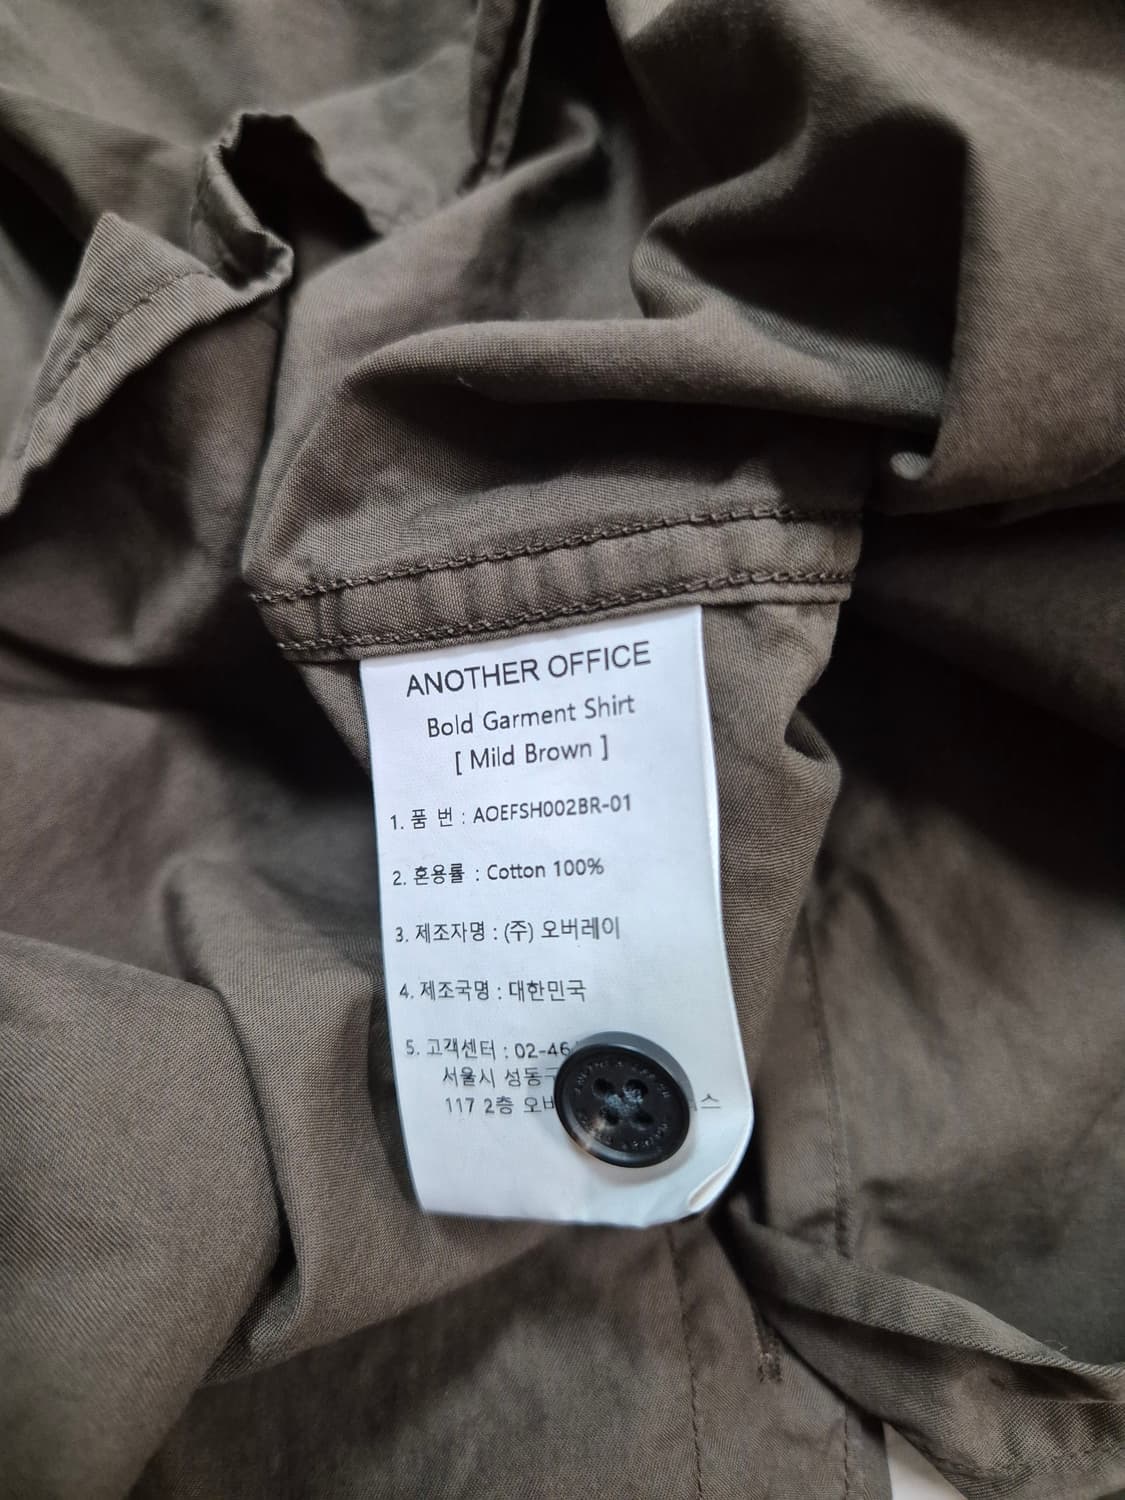 ANOTHER OFFICE
Bold Garment Shirt
[ Mild Brown ]
1. 품 번 : AOEFSH002BR-01
2. 혼용률 : Cotton 100%
3. 제조자명 : (주) 오버레이
4. 제조국명 : 대한민국
5. 고객센터 : 02-46
서울시 성동구
117 2층